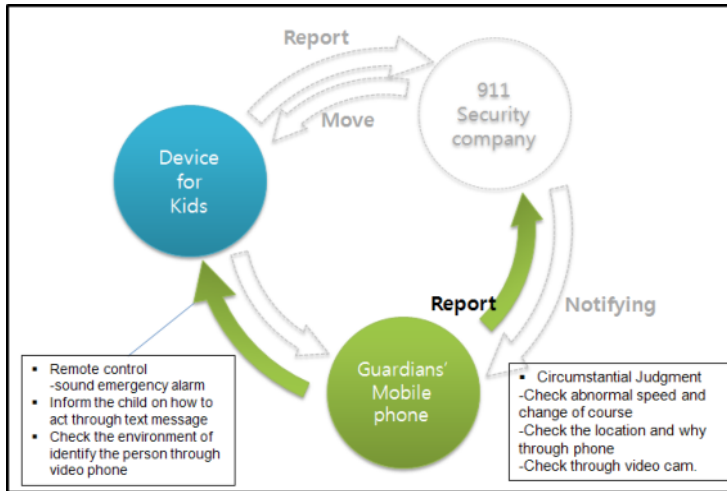 Report
Move
911
Security
company
Device
for
Kids
Report
Notifying
Guardians'
Mobile
phone
▪ Remote control
-sound emergency alarm
▪ Inform the child on how to
act through text message
▪ Check the environment of
identify the person through
video phone
▪ Circumstantial Judgment
-Check abnormal speed and
change of course
-Check the location and why
through phone
-Check through video cam.